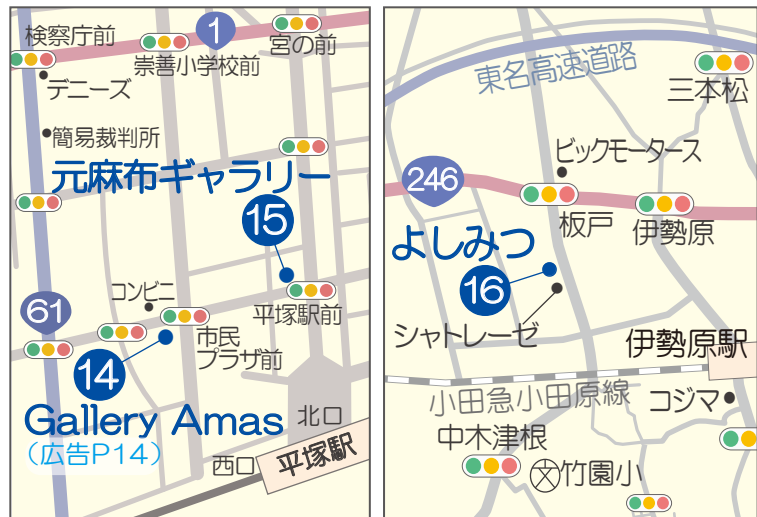 検察庁前
1
宮の前
崇善小学校前
デニーズ
簡易裁判所
元麻布ギャラリー
15
61
コンビニ
平塚駅前
市民
プラザ前
14
Gallery Amas
(広告P14)
北口
西口
平塚駅
東名高速道路
三本松
ビックモータース
246
板戸
伊勢原
よしみつ
16
シャトレーゼ
伊勢原駅
小田急小田原線
コジマ
中木津根
文
竹園小